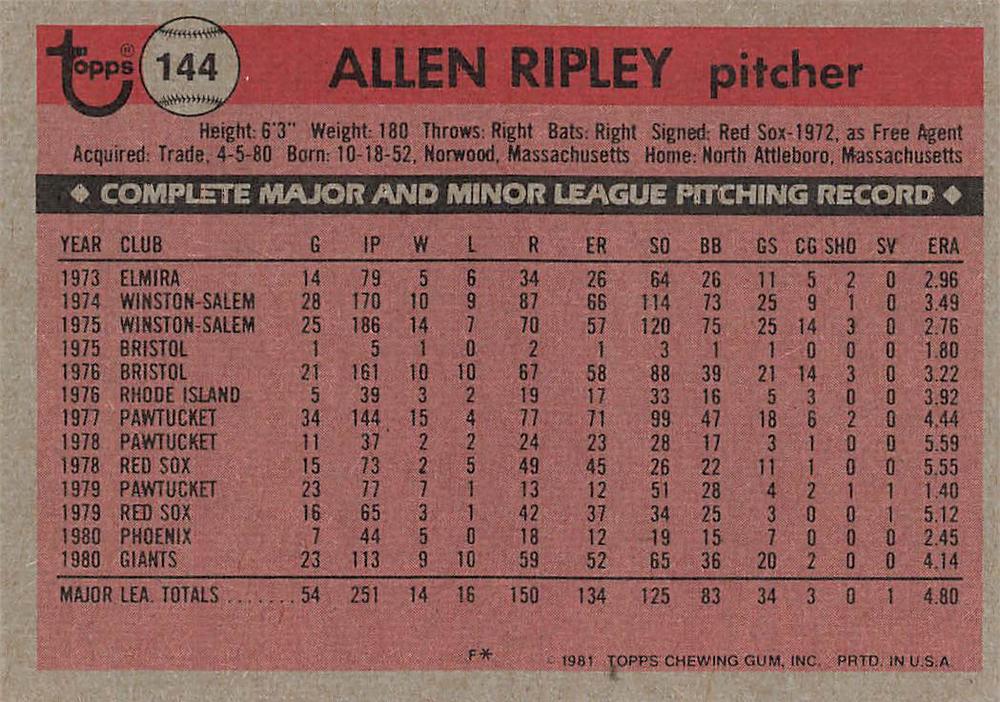 Topps® 144 ALLEN RIPLEY pitcher
Height: 6'3" Weight: 180 Throws: Right Bats: Right Signed: Red Sox-1972, as Free Agent
Acquired: Trade, 4-5-80 Born: 10-18-52, Norwood, Massachusetts Home: North Attleboro, Massachusetts
◆ COMPLETE MAJOR AND MINOR LEAGUE PITCHING RECORD ◆
YEAR CLUB G IP W L R ER SO BB GS CG SHO SV ERA
1973 ELMIRA 14 79 5 6 34 26 64 26 11 5 2 0 2.96
1974 WINSTON-SALEM 28 170 10 9 87 66 114 73 25 9 1 0 3.49
1975 WINSTON-SALEM 25 186 14 7 70 57 120 75 25 14 3 0 2.76
1975 BRISTOL 1 5 1 0 2 1 3 1 1 0 0 0 1.80
1976 BRISTOL 21 161 10 10 67 58 88 39 21 14 3 0 3.22
1976 RHODE ISLAND 5 39 3 2 19 17 33 16 5 3 0 0 3.92
1977 PAWTUCKET 34 144 15 4 77 71 99 47 18 6 2 0 4.44
1978 PAWTUCKET 11 37 2 2 24 23 28 17 3 1 0 0 5.59
1978 RED SOX 15 73 2 5 49 45 26 22 11 1 0 0 5.55
1979 PAWTUCKET 23 77 7 1 13 12 51 28 4 2 1 1 1.40
1979 RED SOX 16 65 3 1 42 37 34 25 3 0 0 1 5.12
1980 PHOENIX 7 44 5 0 18 12 19 15 7 0 0 0 2.45
1980 GIANTS 23 113 9 10 59 52 65 36 20 2 0 0 4.14
MAJOR LEA. TOTALS ....... 54 251 14 16 150 134 125 83 34 3 0 1 4.80
F* © 1981 TOPPS CHEWING GUM, INC. PRTD. IN U.S.A.